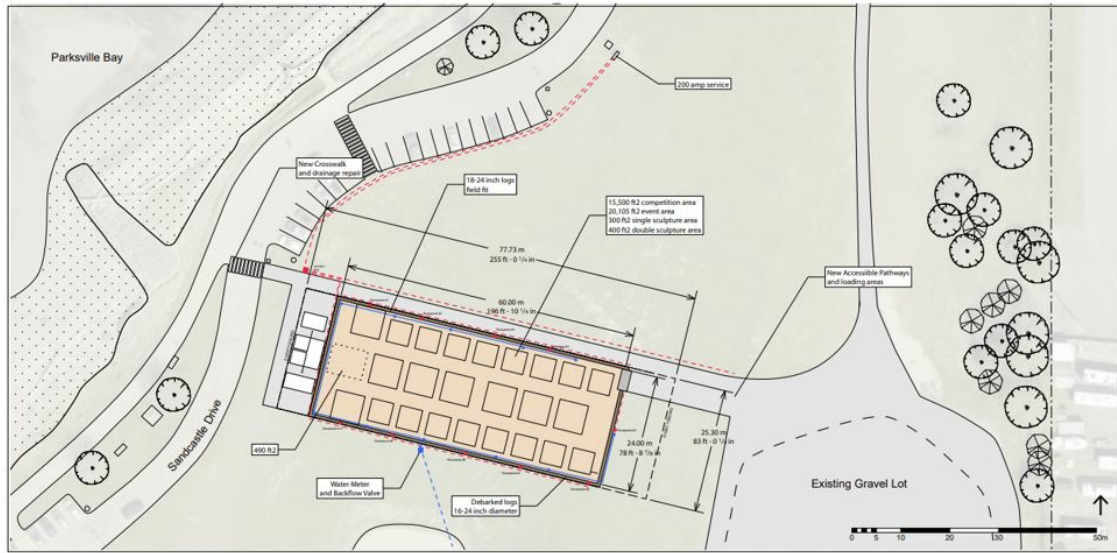 Parksville Bay
200 amp service
New Crosswalk
and drainage repair
18-24 inch logs
field fit
15,500 ft2 competition area
20,105 ft2 event area
300 ft2 single sculpture area
400 ft2 double sculpture area
77.73 m
255 ft - 0 1/4 in
New Accessible Pathways
and loading areas
60.00 m
196 ft - 10 1/4 in
Sandcastle Drive
25.30 m
83 ft - 0 1/8 in
24.00 m
78 ft - 8 7/8 in
490 ft2
Water Meter
and Backflow Valve
Debarked logs
16-24 inch diameter
Existing Gravel Lot
0 5 10 20 30 50m